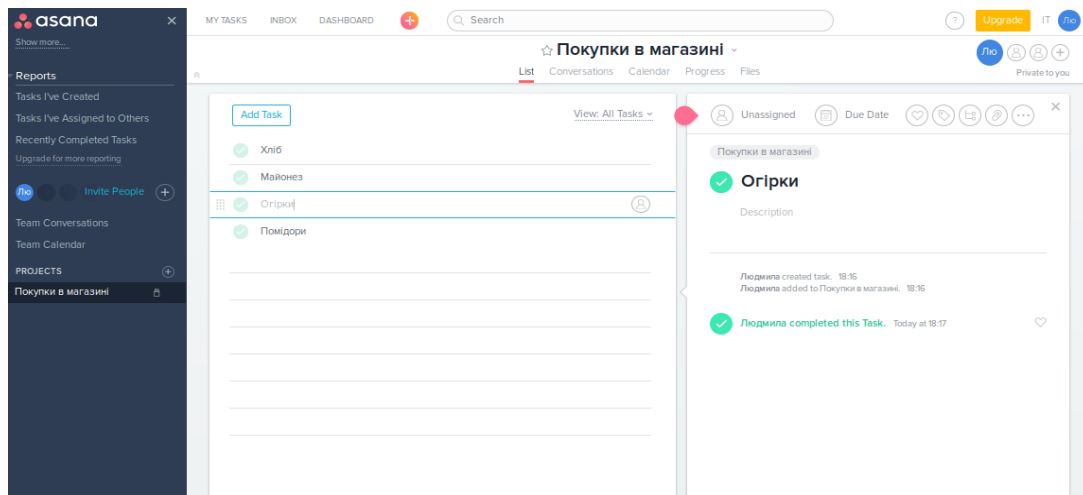 asana
MY TASKS INBOX DASHBOARD Search ? Upgrade IT Лю
Show more...
Покупки в магазині
Лю
List Conversations Calendar Progress Files
Private to you
Reports
Tasks I've Created
Tasks I've Assigned to Others
Recently Completed Tasks
Upgrade for more reporting
Лю Invite People
Team Conversations
Team Calendar
PROJECTS
Покупки в магазині
Add Task View: All Tasks
Хліб
Майонез
Огірки
Помідори
Unassigned Due Date
Покупки в магазині
Огірки
Description
Людмила created task. 18:16
Людмила added to Покупки в магазині. 18:16
Людмила completed this Task. Today at 18:17